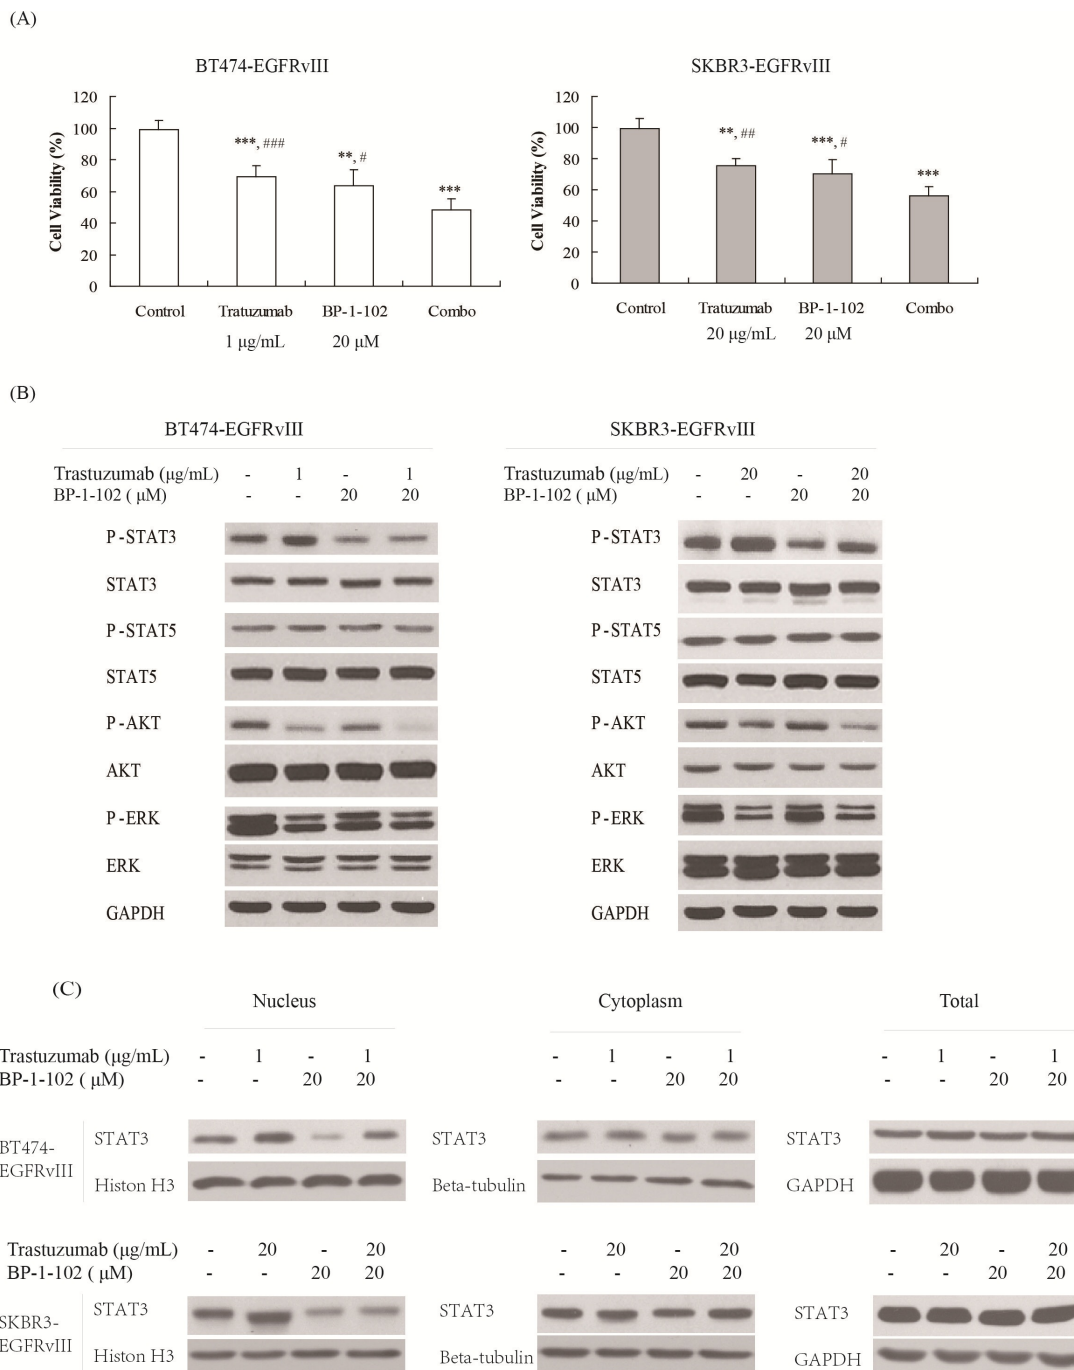 (A)
BT474-EGFRvIII
Cell Viability (%)
120
100
80
60
40
20
0
***, ###
**, #
***
Control Tratuzumab BP-1-102 Combo
1 μg/mL 20 μM
SKBR3-EGFRvIII
Cell Viability (%)
120
100
80
60
40
20
0
**, ##
***, #
***
Control Tratuzumab BP-1-102 Combo
20 μg/mL 20 μM
(B)
BT474-EGFRvIII
Trastuzumab (μg/mL) - 1 - 1
BP-1-102 ( μM) - - 20 20
P-STAT3
STAT3
P-STAT5
STAT5
P-AKT
AKT
P-ERK
ERK
GAPDH
SKBR3-EGFRvIII
Trastuzumab (μg/mL) - 20 - 20
BP-1-102 ( μM) - - 20 20
P-STAT3
STAT3
P-STAT5
STAT5
P-AKT
AKT
P-ERK
ERK
GAPDH
(C)
Nucleus Cytoplasm Total
Trastuzumab (μg/mL) - 1 - 1 - 1 - 1 - 1 - 1
BP-1-102 ( μM) - - 20 20 - - 20 20 - - 20 20
BT474-
EGFRvIII
STAT3 STAT3 STAT3
Histon H3 Beta-tubulin GAPDH
Trastuzumab (μg/mL) - 20 - 20 - 20 - 20 - 20 - 20
BP-1-102 ( μM) - - 20 20 - - 20 20 - - 20 20
SKBR3-
EGFRvIII
STAT3 STAT3 STAT3
Histon H3 Beta-tubulin GAPDH